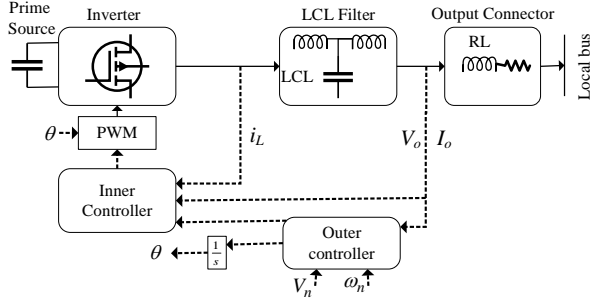 Prime
Source
Inverter
LCL Filter
Output Connector
LCL
RL
Local bus
θ
PWM
i_L
V_o
I_o
Inner
Controller
Outer
controller
θ
1/s
V_n
ω_n